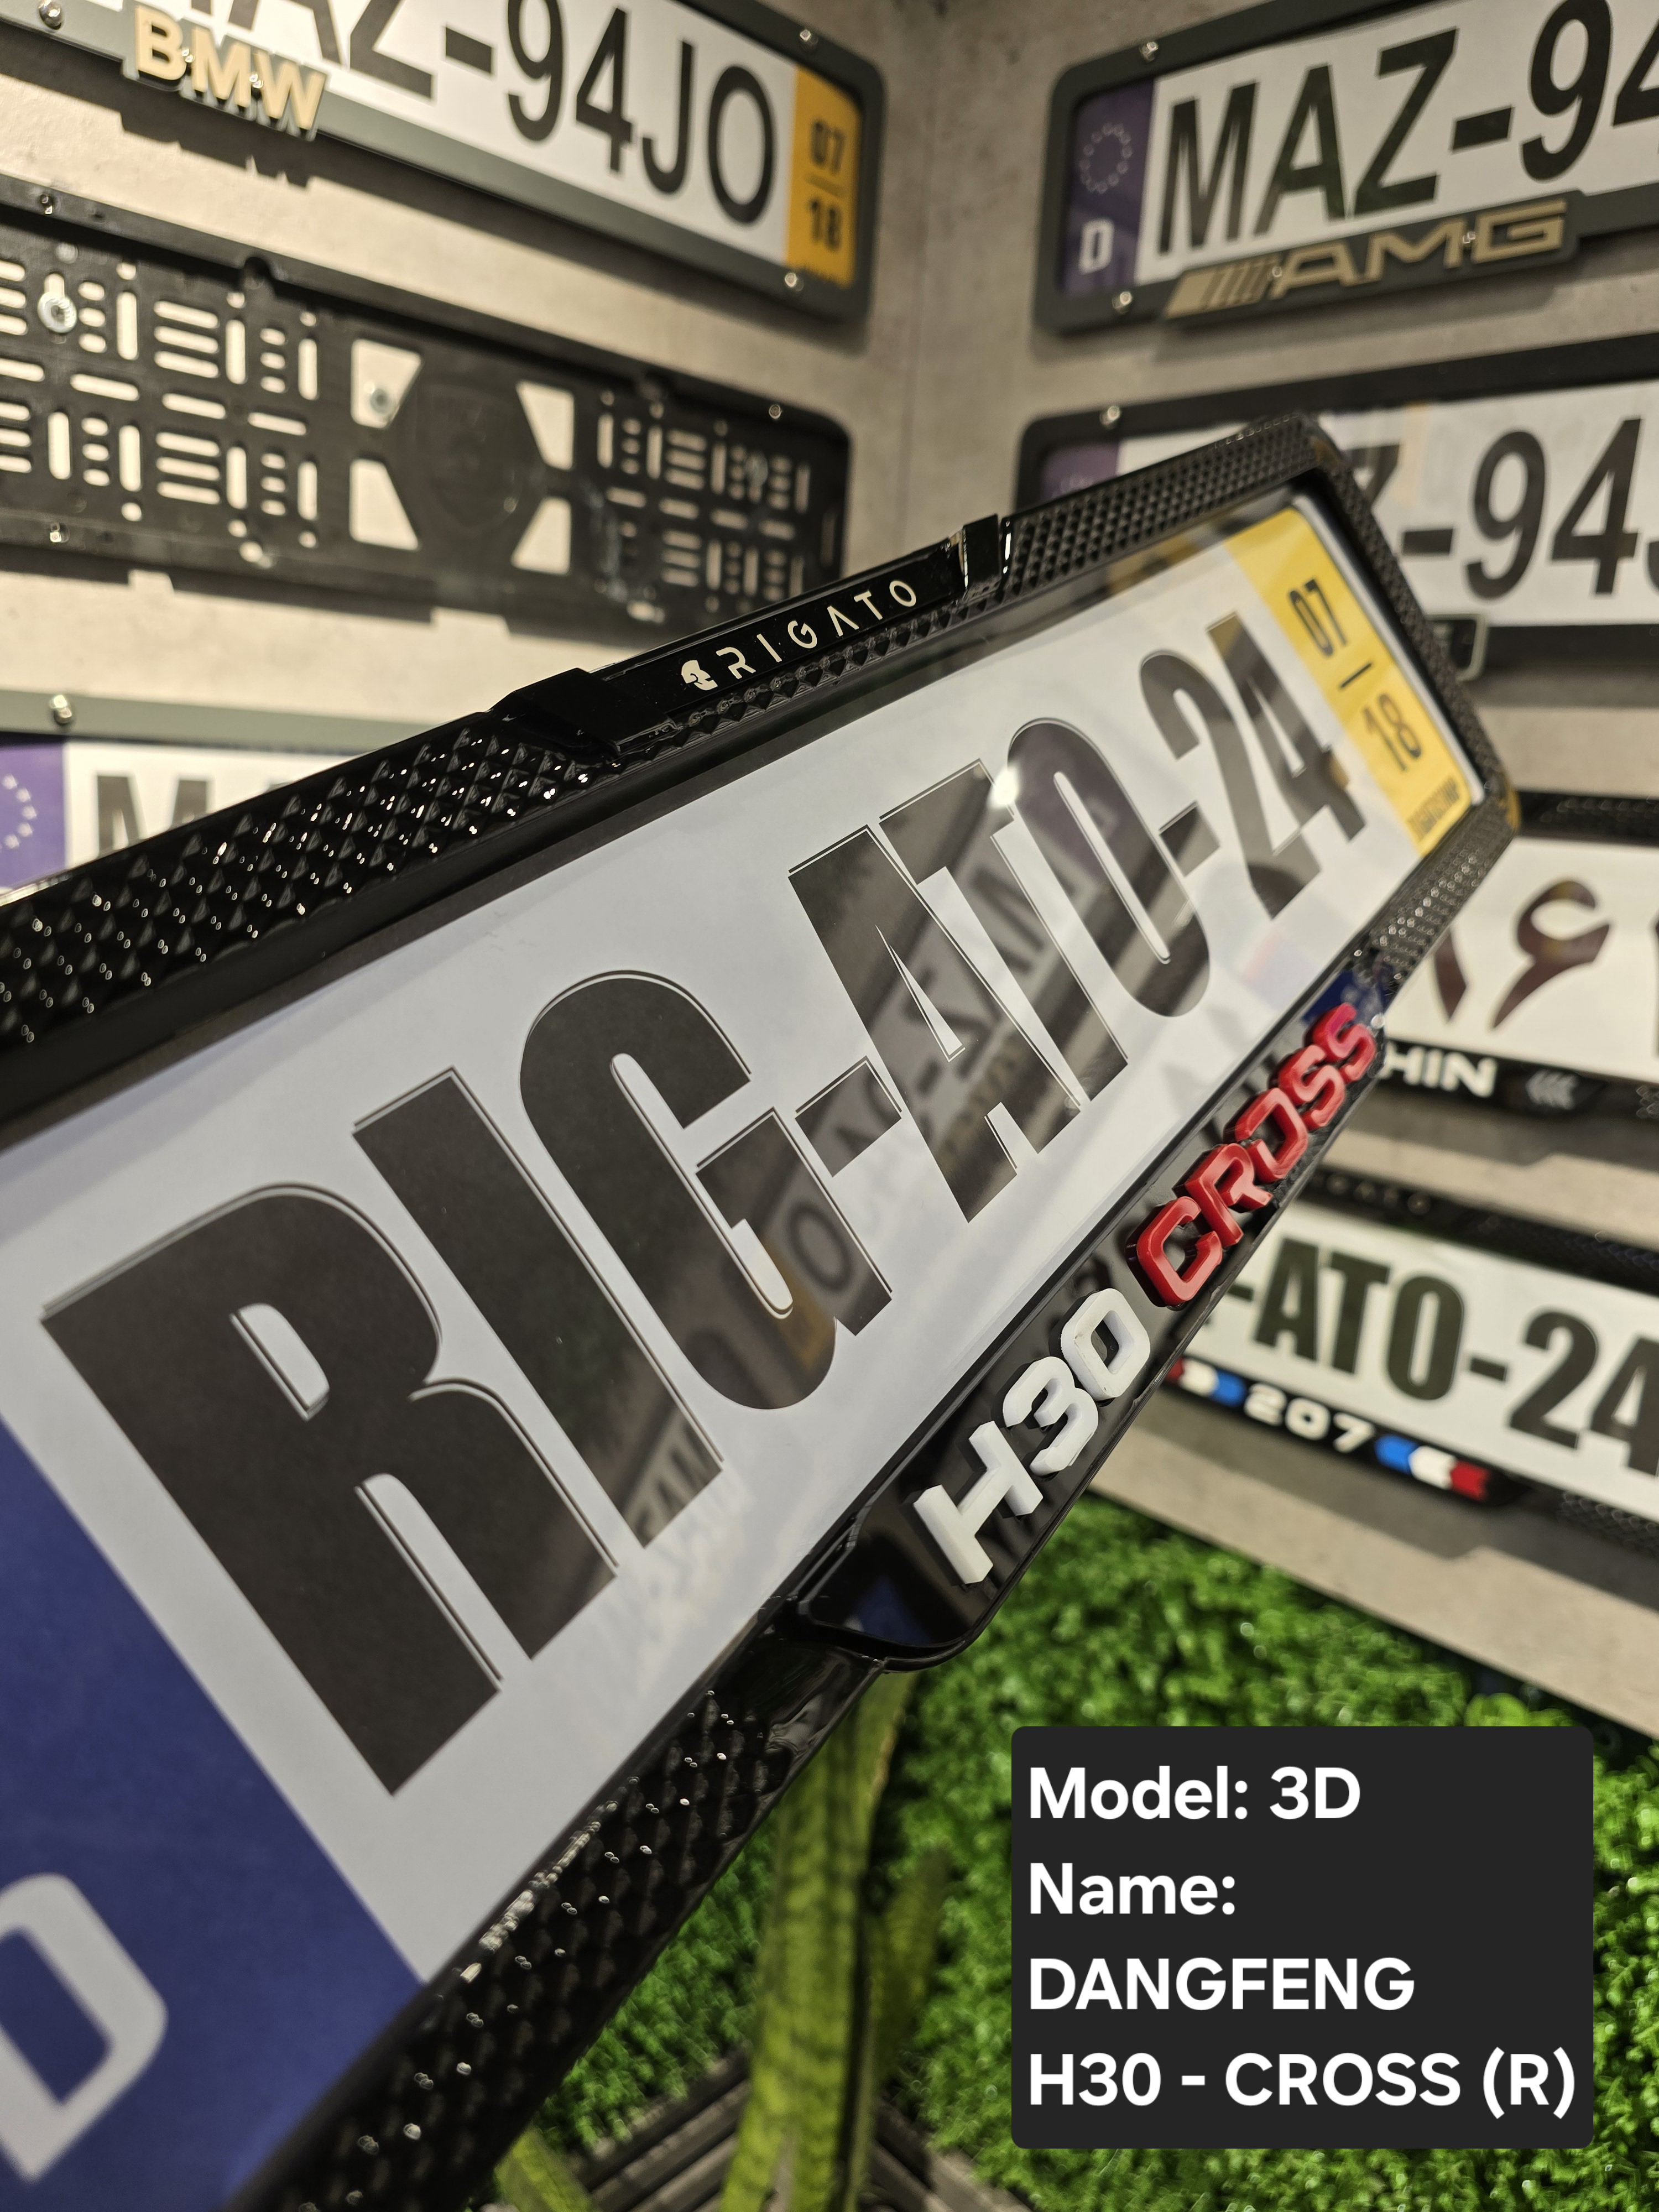 MAZ-94JO
07
18
BMW
D
MAZ-94
AMG
Z-94
RIGATO
07
18
RIG-ATO-24
D
H30 CROSS
HIN
-ATO-24
207
Model: 3D
Name:
DANGFENG
H30 - CROSS (R)